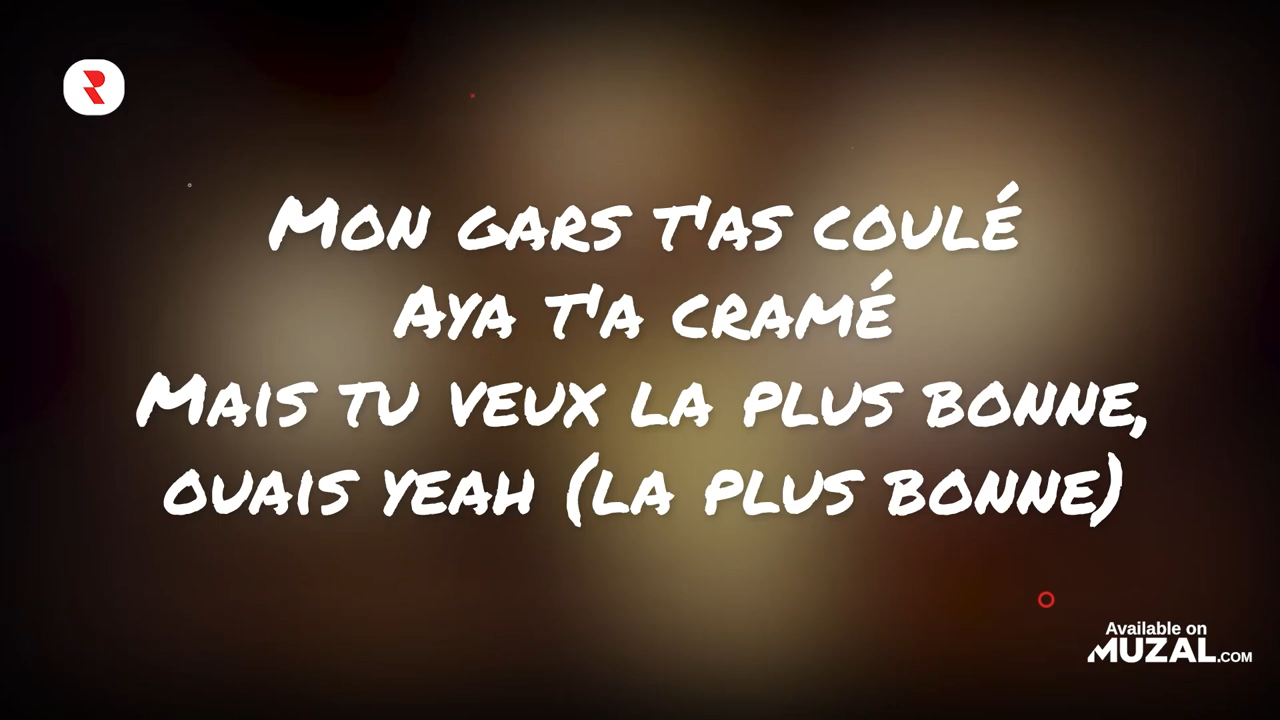 Mon gars t'as coulé
Aya t'a cramé
Mais tu veux la plus bonne,
ouais yeah (la plus bonne)
Available on
MUZAL.COM